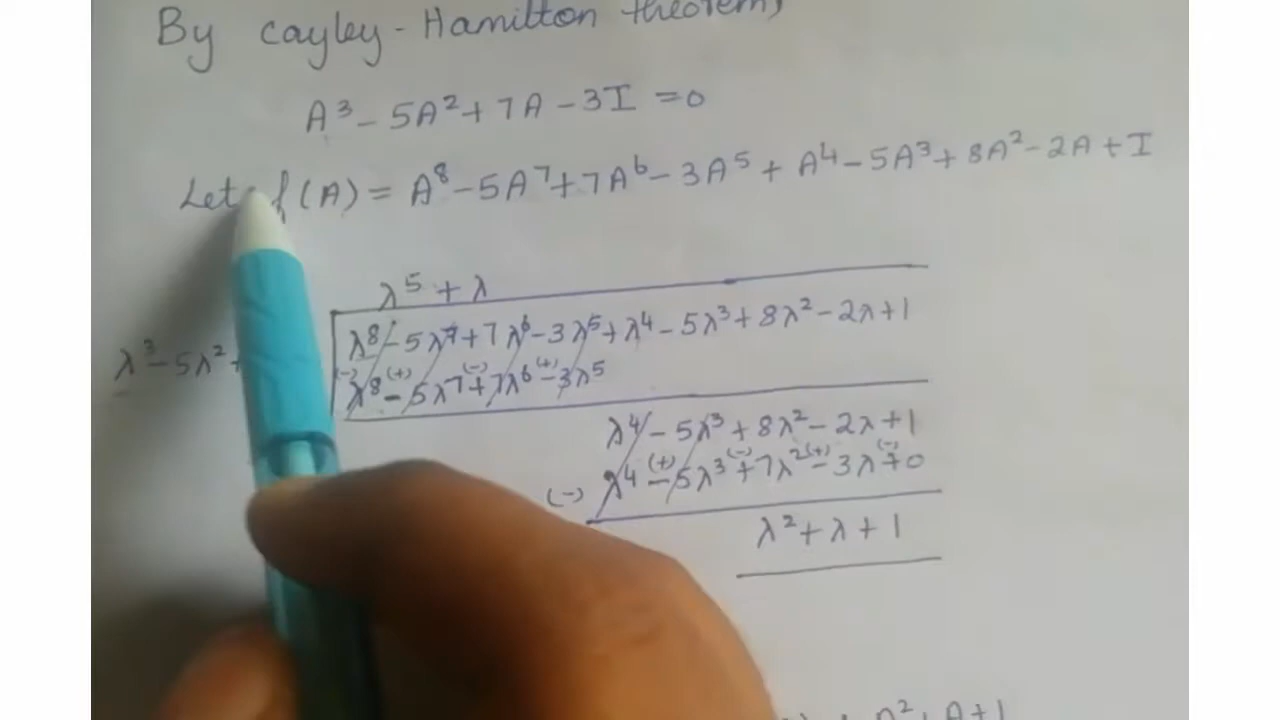 By Cayley-Hamilton theorem,
A³ - 5A² + 7A - 3I = 0
Let f(A) = A⁸ - 5A⁷ + 7A⁶ - 3A⁵ + A⁴ - 5A³ + 8A² - 2A + I
λ⁵ + λ
λ³ - 5λ² +
λ⁸ - 5λ⁷ + 7λ⁶ - 3λ⁵ + λ⁴ - 5λ³ + 8λ² - 2λ + 1
(-) (+) (-) (+)
λ⁸ - 5λ⁷ + 7λ⁶ - 3λ⁵
λ⁴ - 5λ³ + 8λ² - 2λ + 1
(+) (-) (+) (-)
(-) λ⁴ - 5λ³ + 7λ² - 3λ + 0
λ² + λ + 1
A² + A + 1